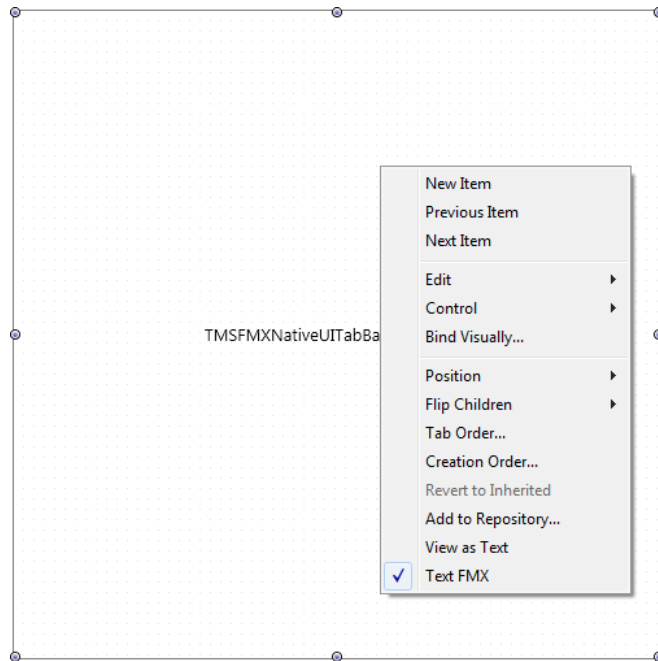 New Item
Previous Item
Next Item
Edit
Control
TMSFMXNativeUITabBa
Bind Visually...
Position
Flip Children
Tab Order...
Creation Order...
Revert to Inherited
Add to Repository...
View as Text
Text FMX